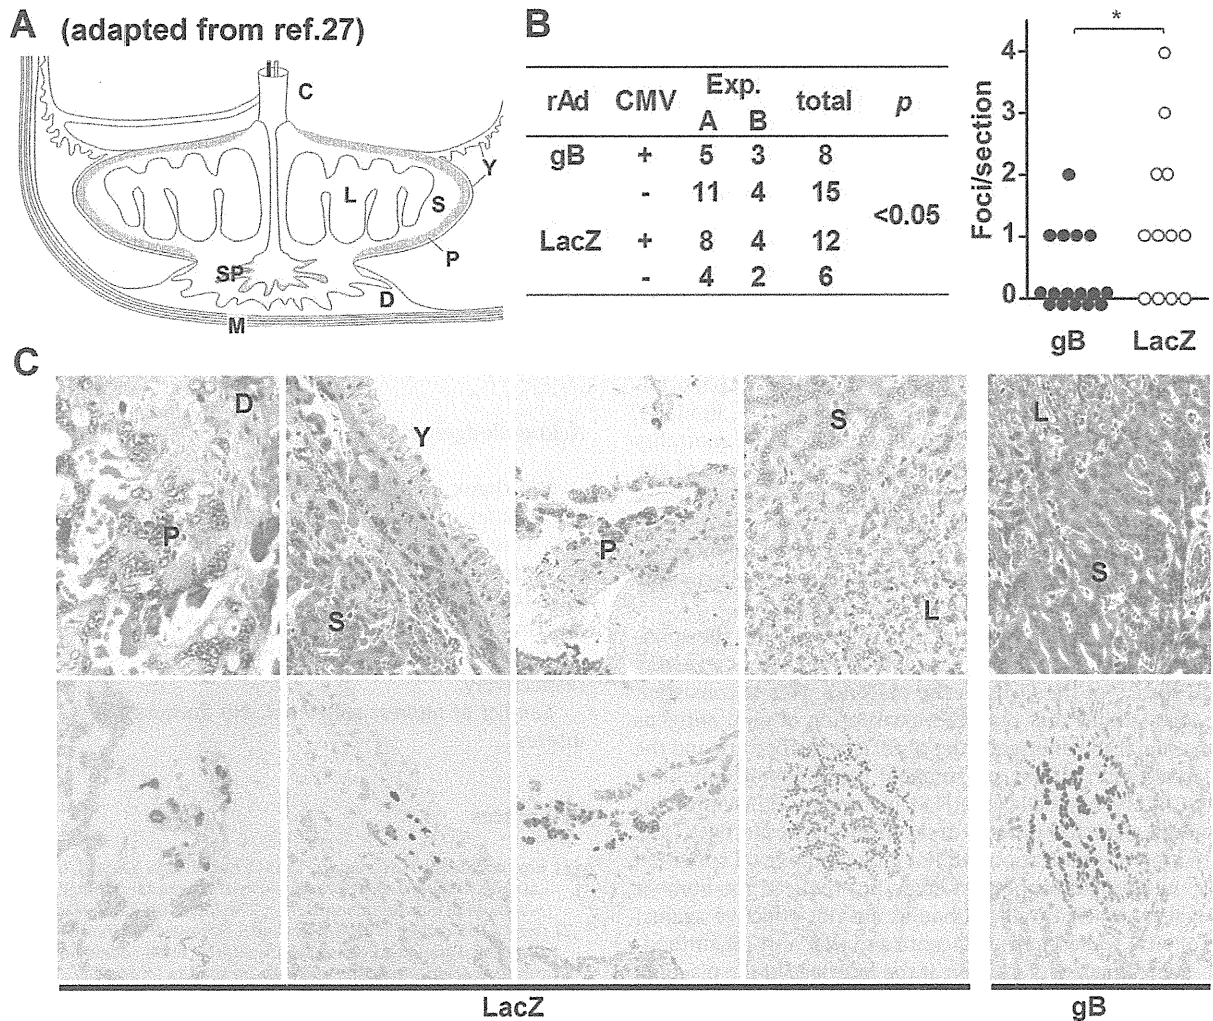 A (adapted from ref.27)
C
Y
L
S
P
SP
D
M
B
rAd CMV Exp. total p
A B
gB + 5 3 8
- 11 4 15
<0.05
LacZ + 8 4 12
- 4 2 6
*
Foci/section
4
3
2
1
0
gB LacZ
C
D
P
Y
S
P
S
L
L
S
LacZ
gB